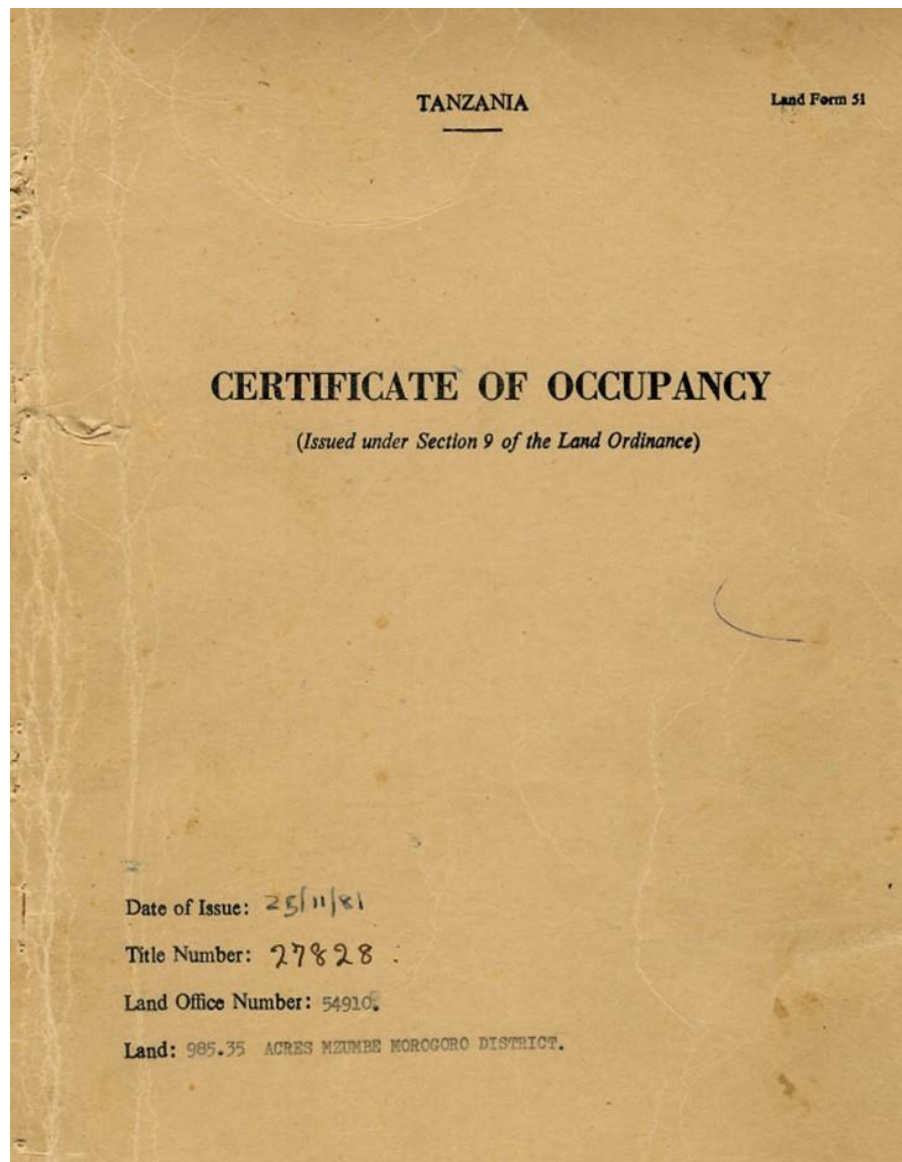 TANZANIA
Land Form 51
CERTIFICATE OF OCCUPANCY
(Issued under Section 9 of the Land Ordinance)
Date of Issue: 25/11/81
Title Number: 27828.
Land Office Number: 54910.
Land: 985.35 ACRES MZUMBE MOROGORO DISTRICT.